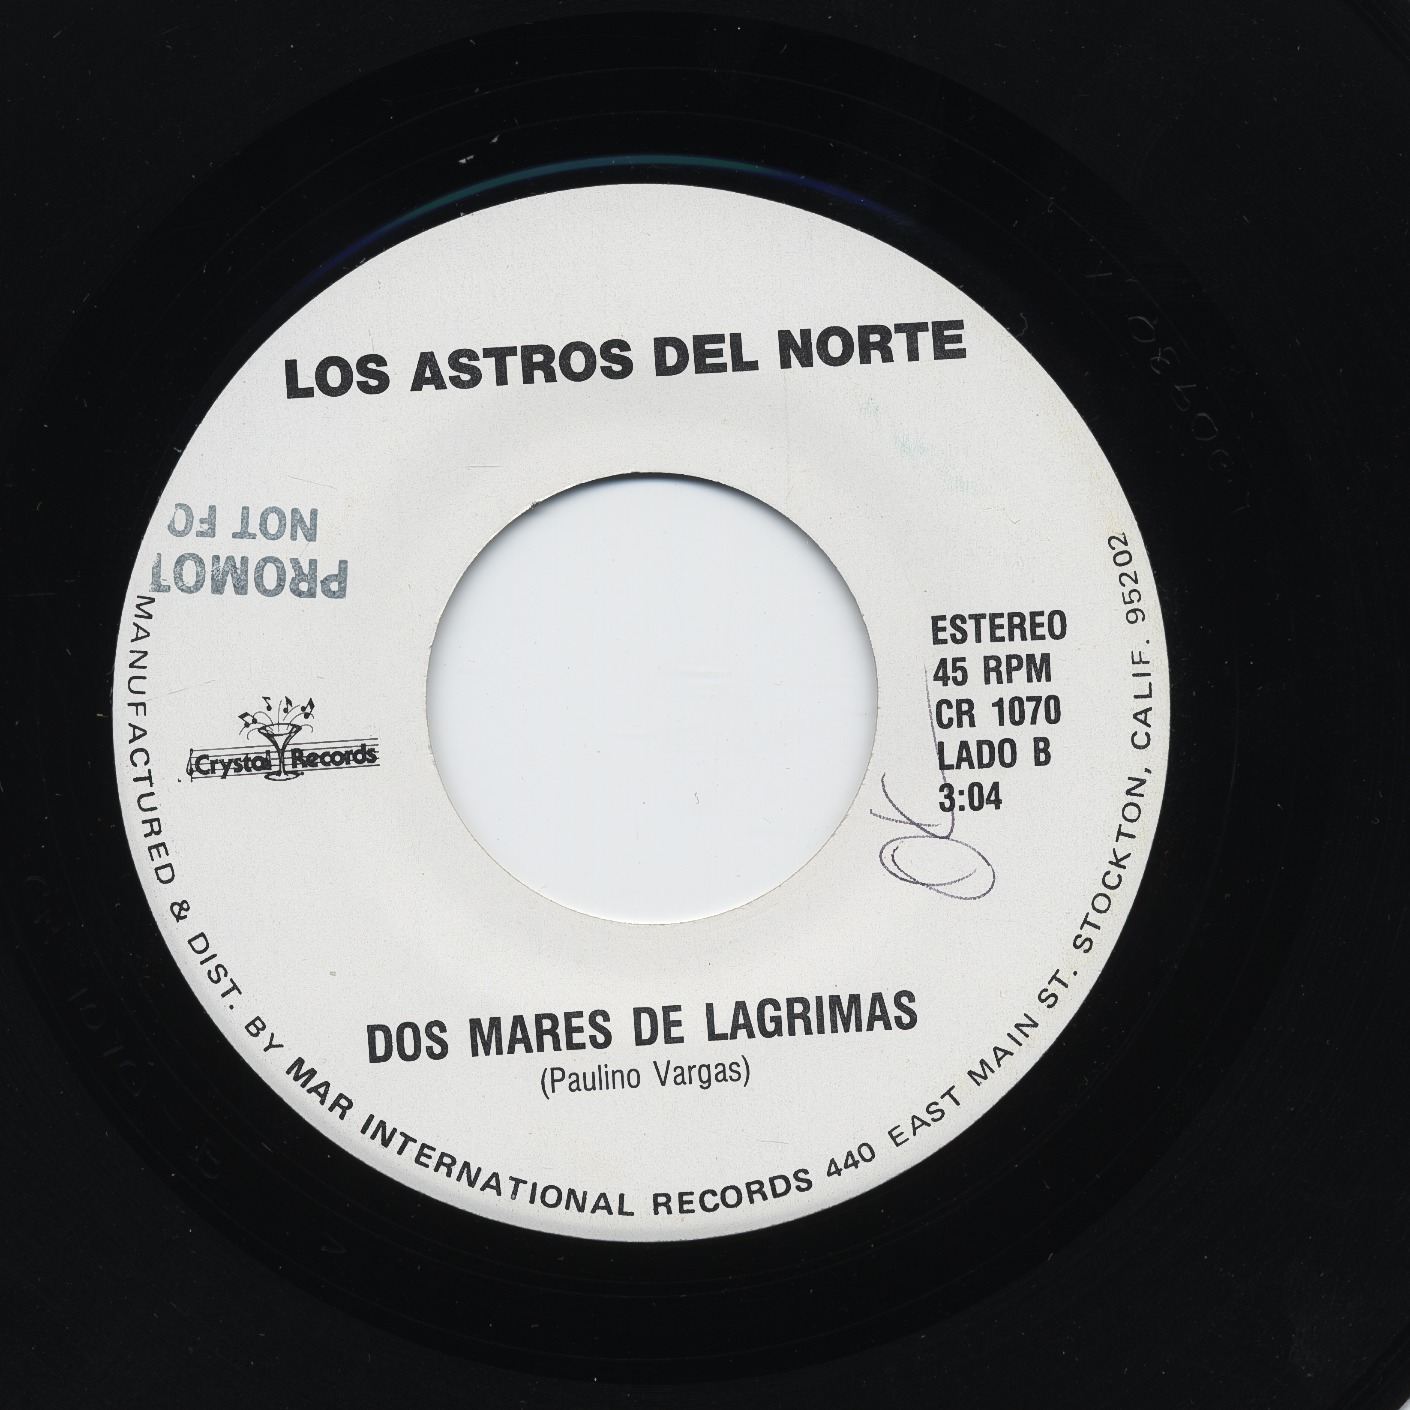 LOS ASTROS DEL NORTE
PROMOT
NOT FO
Crystal Records
ESTEREO
45 RPM
CR 1070
LADO B
3:04
OK
DOS MARES DE LAGRIMAS
(Paulino Vargas)
MANUFACTURED & DIST. BY MAR INTERNATIONAL RECORDS 440 EAST MAIN ST. STOCKTON, CALIF. 95202